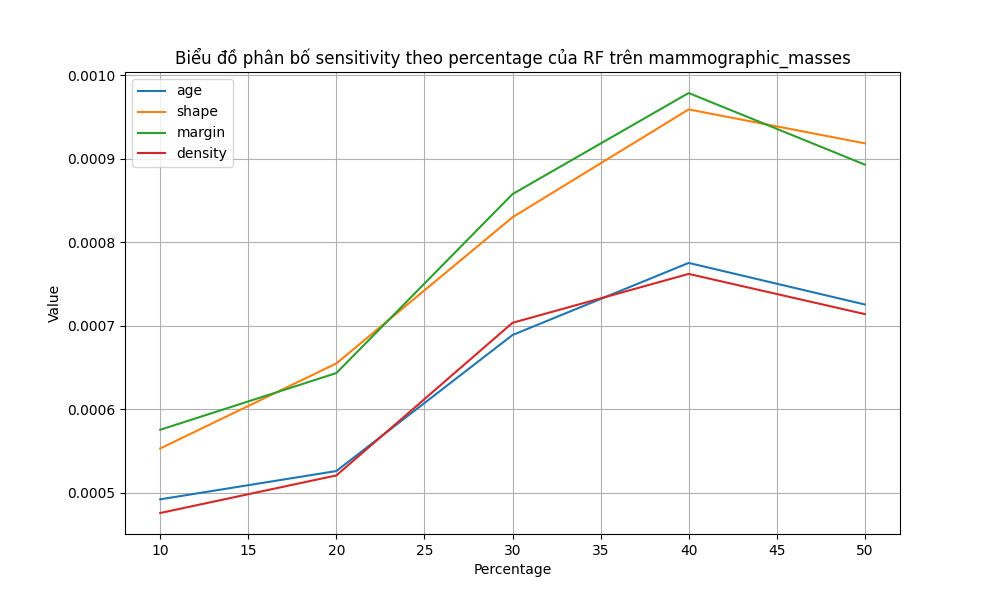 Biểu đồ phân bố sensitivity theo percentage của RF trên mammographic_masses
age
shape
margin
density
0.0010
0.0009
0.0008
0.0007
0.0006
0.0005
Value
10 15 20 25 30 35 40 45 50
Percentage